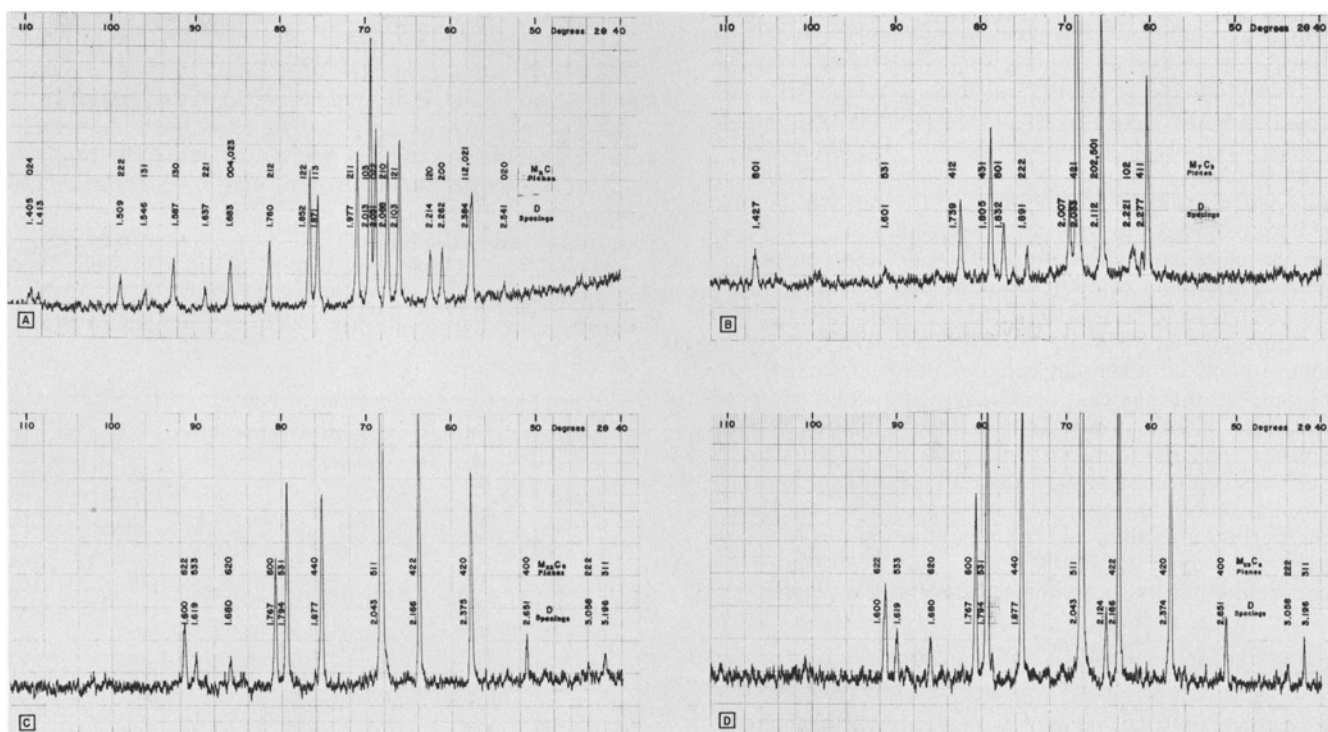 110 100 90 80 70 60 50 Degrees 2θ 40
024 222 131 130 221 004,023 212 122 113 211 103 210 121 120 200 112,021 020 M₃C
Planes
1.405 1.413 1.509 1.546 1.587 1.637 1.683 1.760 1.852 1.871 1.977 2.013 2.031 2.068 2.103 2.214 2.262 2.384 2.541 D
Spacings
A
110 100 90 80 70 60 50 Degrees 2θ 40
801 531 412 431 601 222 421 202,501 102 411 M₇C₃
Planes
1.427 1.601 1.739 1.805 1.832 1.891 2.007 2.033 2.112 2.221 2.277 D
Spacings
B
110 100 90 80 70 60 50 Degrees 2θ 40
622 533 620 600 531 440 511 422 420 400 222 311 M₂₃C₆
Planes
1.600 1.619 1.680 1.767 1.794 1.877 2.043 2.166 2.375 2.651 3.058 3.196 D
Spacings
C
110 100 90 80 70 60 50 Degrees 2θ 40
622 533 620 600 531 440 511 422 420 400 222 311 M₂₃C₆
Planes
1.600 1.619 1.680 1.767 1.794 1.877 2.043 2.124 2.166 2.374 2.651 3.058 3.196 D
Spacings
D